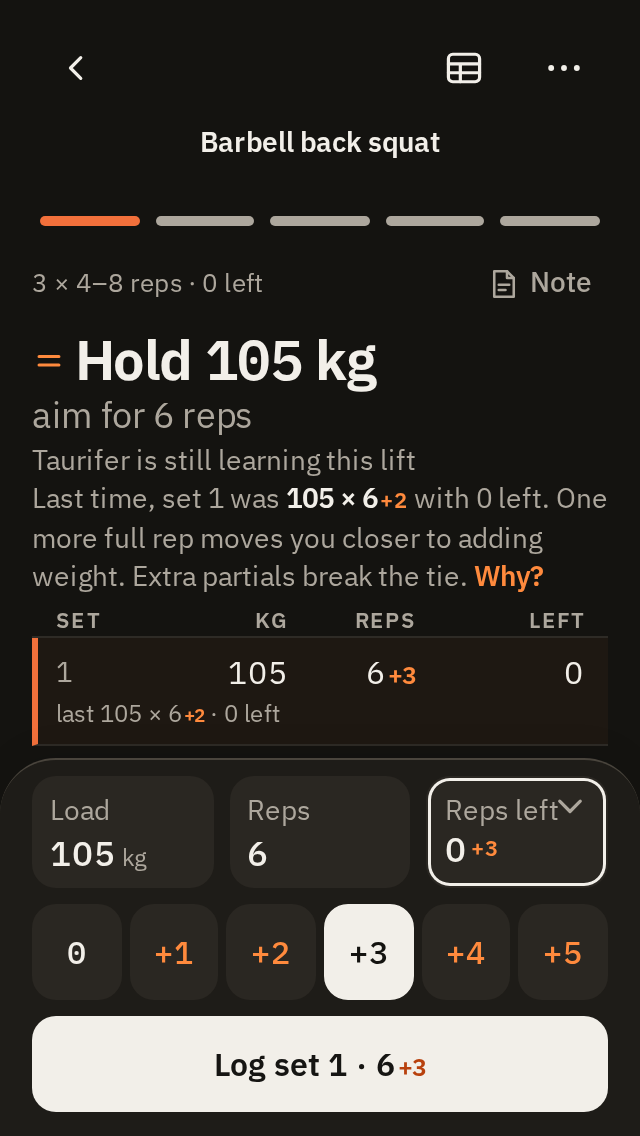 Barbell back squat
3 × 4–8 reps · 0 left
Note
= Hold 105 kg
aim for 6 reps
Taurifer is still learning this lift
Last time, set 1 was 105 × 6+2 with 0 left. One
more full rep moves you closer to adding
weight. Extra partials break the tie. Why?
SET KG REPS LEFT
1 105 6+3 0
last 105 × 6+2 · 0 left
Load Reps Reps left
105 kg 6 0+3
0 +1 +2 +3 +4 +5
Log set 1 · 6+3